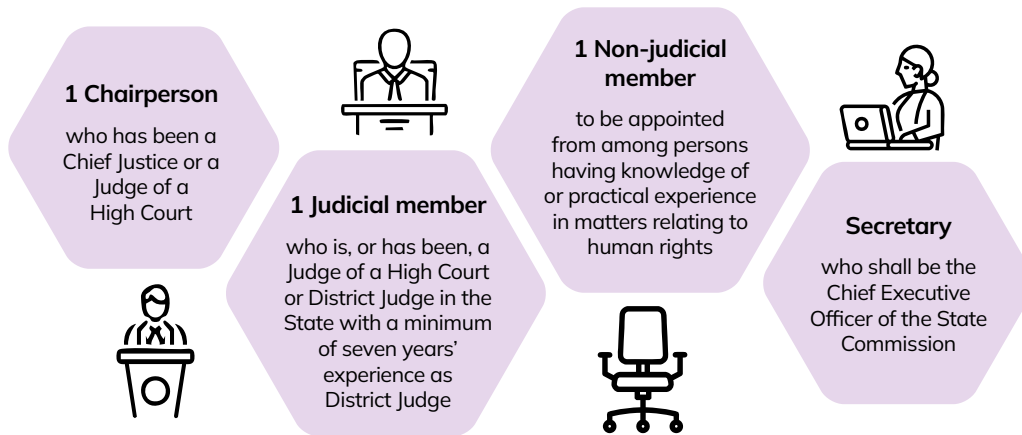 1 Chairperson
who has been a
Chief Justice or a
Judge of a
High Court
1 Judicial member
who is, or has been, a
Judge of a High Court
or District Judge in the
State with a minimum
of seven years’
experience as
District Judge
1 Non-judicial
member
to be appointed
from among persons
having knowledge of
or practical experience
in matters relating to
human rights
Secretary
who shall be the
Chief Executive
Officer of the State
Commission